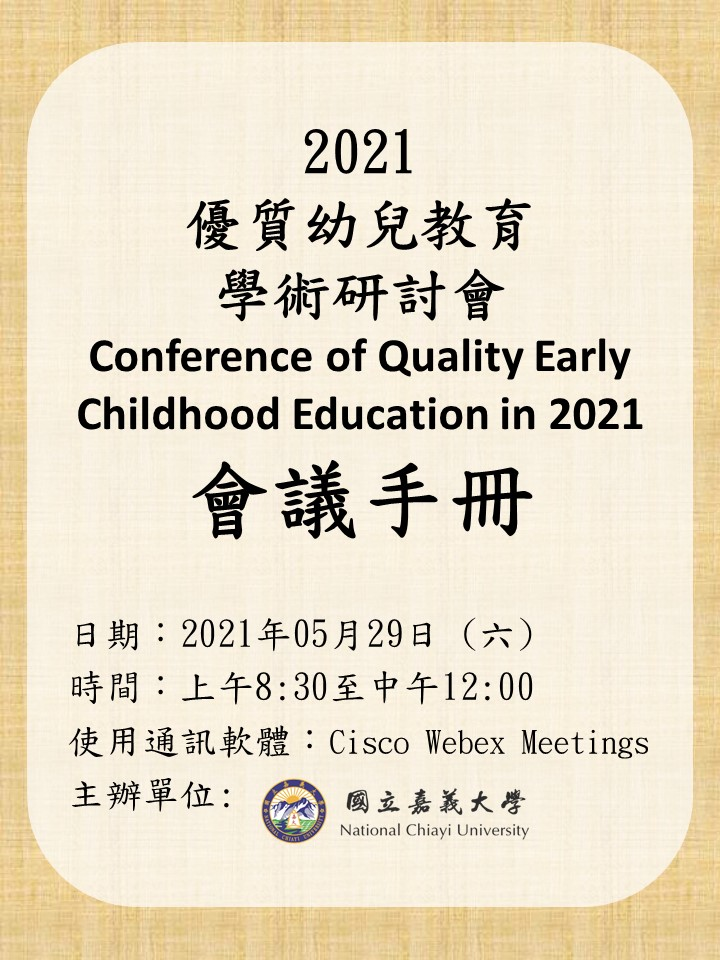 2021
優質幼兒教育
學術研討會
Conference of Quality Early
Childhood Education in 2021
會議手冊
日期：2021年05月29日（六）
時間：上午8:30至中午12:00
使用通訊軟體：Cisco Webex Meetings
主辦單位:
國立嘉義大學
National Chiayi University